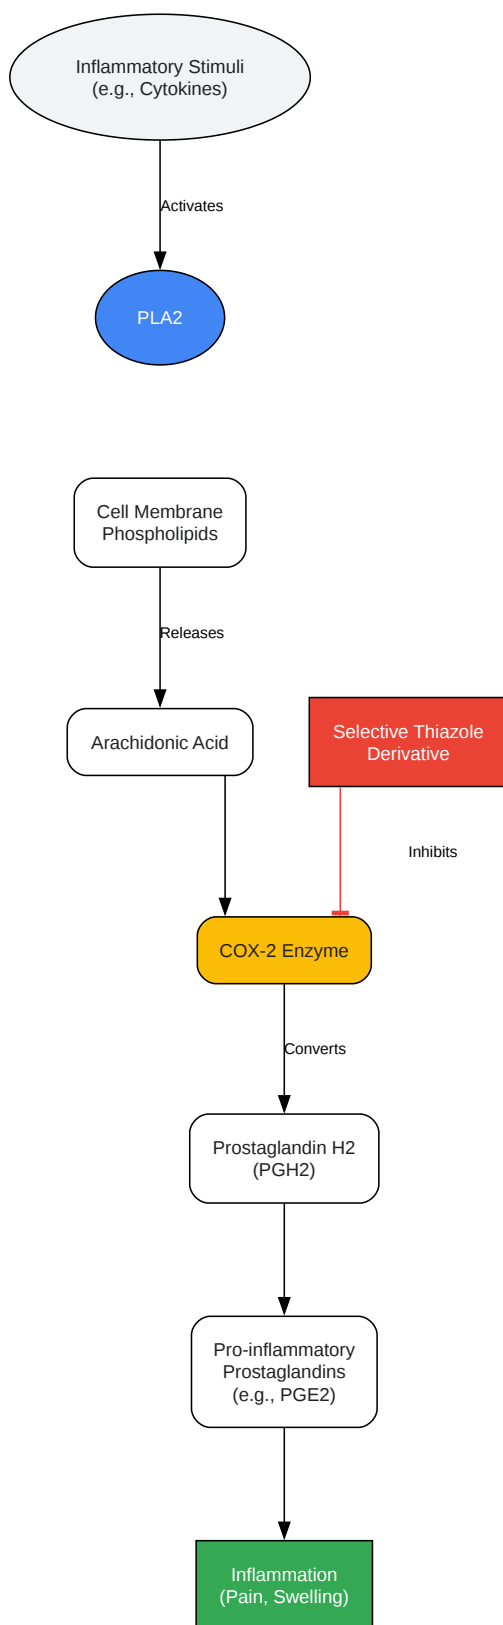 Inflammatory Stimuli
(e.g., Cytokines)
Activates
PLA2
Cell Membrane
Phospholipids
Releases
Arachidonic Acid
Selective Thiazole
Derivative
Inhibits
COX-2 Enzyme
Converts
Prostaglandin H2
(PGH2)
Pro-inflammatory
Prostaglandins
(e.g., PGE2)
Inflammation
(Pain, Swelling)